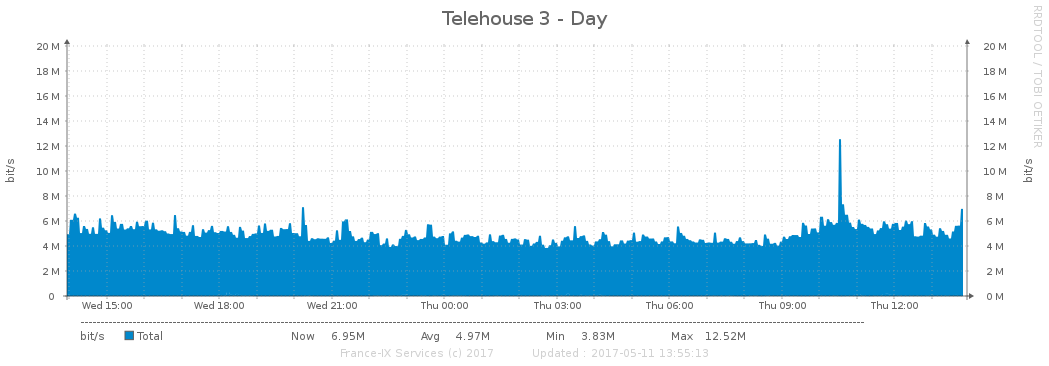 Telehouse 3 - Day
RRDTOOL / TOBI OETIKER
bit/s
bit/s
20 M 20 M
18 M 18 M
16 M 16 M
14 M 14 M
12 M 12 M
10 M 10 M
8 M 8 M
6 M 6 M
4 M 4 M
2 M 2 M
0 0 M
Wed 15:00 Wed 18:00 Wed 21:00 Thu 00:00 Thu 03:00 Thu 06:00 Thu 09:00 Thu 12:00
bit/s Total Now 6.95M Avg 4.97M Min 3.83M Max 12.52M
France-IX Services (c) 2017 Updated : 2017-05-11 13:55:13